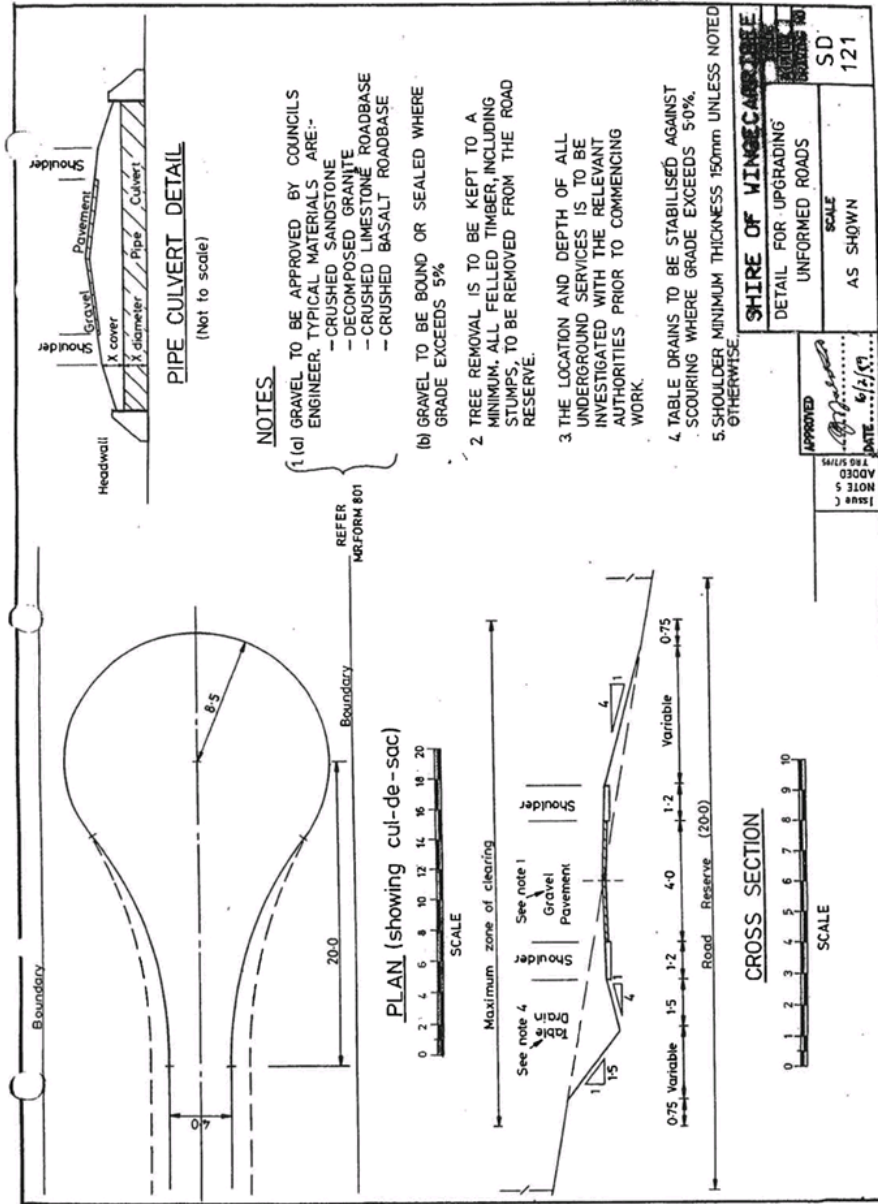 Boundary
8·5
20·0
4·0
Boundary
PLAN (showing cul-de-sac)
0 2 4 6 8 10 12 14 16 18 20
SCALE
Headwall
Shoulder
Gravel
Pavement
Shoulder
X cover
X diameter
Pipe
Culvert
PIPE CULVERT DETAIL
(Not to scale)
Maximum zone of clearing
See note 4
Table
Drain
Shoulder
See note 1
Gravel
Pavement
Shoulder
1
1·5
4
1
4
1
0·75
Variable
1·5
1·2
4·0
1·2
Variable
0·75
Road Reserve (20·0)
CROSS SECTION
0 1 2 3 4 5 6 7 8 9 10
SCALE
NOTES
REFER
MR.FORM 801
1.(a) GRAVEL TO BE APPROVED BY COUNCILS
ENGINEER. TYPICAL MATERIALS ARE:-
– CRUSHED SANDSTONE
– DECOMPOSED GRANITE
– CRUSHED LIMESTONE ROADBASE
– CRUSHED BASALT ROADBASE
(b) GRAVEL TO BE BOUND OR SEALED WHERE
GRADE EXCEEDS 5%
2. TREE REMOVAL IS TO BE KEPT TO A
MINIMUM. ALL FELLED TIMBER, INCLUDING
STUMPS, TO BE REMOVED FROM THE ROAD
RESERVE.
3. THE LOCATION AND DEPTH OF ALL
UNDERGROUND SERVICES IS TO BE
INVESTIGATED WITH THE RELEVANT
AUTHORITIES PRIOR TO COMMENCING
WORK.
4. TABLE DRAINS TO BE STABILISED AGAINST
SCOURING WHERE GRADE EXCEEDS 5·0%.
5. SHOULDER MINIMUM THICKNESS 150mm UNLESS NOTED
OTHERWISE.
Issue C
NOTE 5
ADDED
TRG 5/7/95
APPROVED
DATE 6/2/
SHIRE OF WINGECARRIBEE
DETAIL FOR UPGRADING
UNFORMED ROADS
SCALE
AS SHOWN
DRAWING NO
SD
121